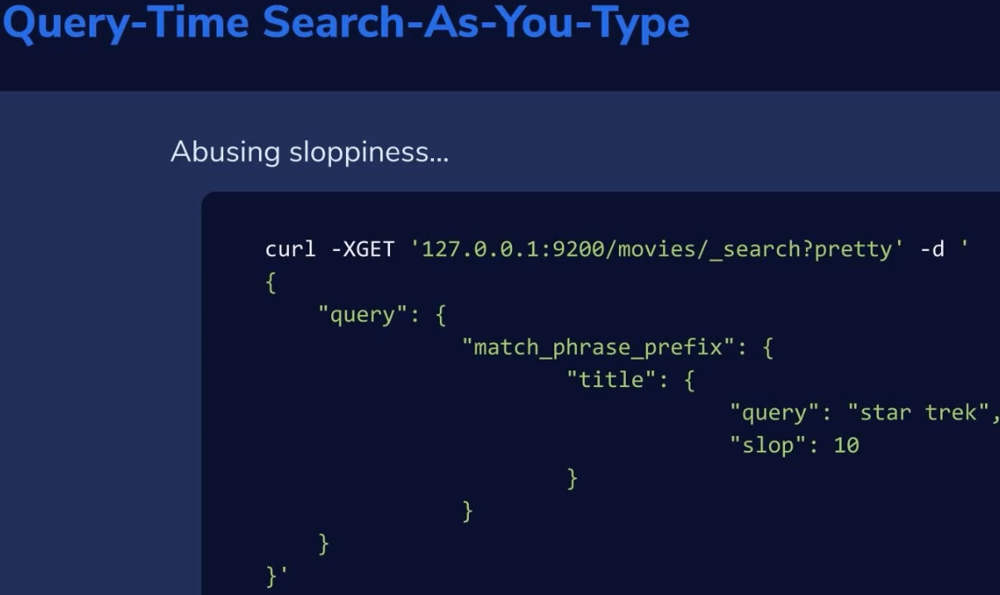 Query-Time Search-As-You-Type
Abusing sloppiness...
curl -XGET '127.0.0.1:9200/movies/_search?pretty' -d '
{
"query": {
"match_phrase_prefix": {
"title": {
"query": "star trek",
"slop": 10
}
}
}
}'